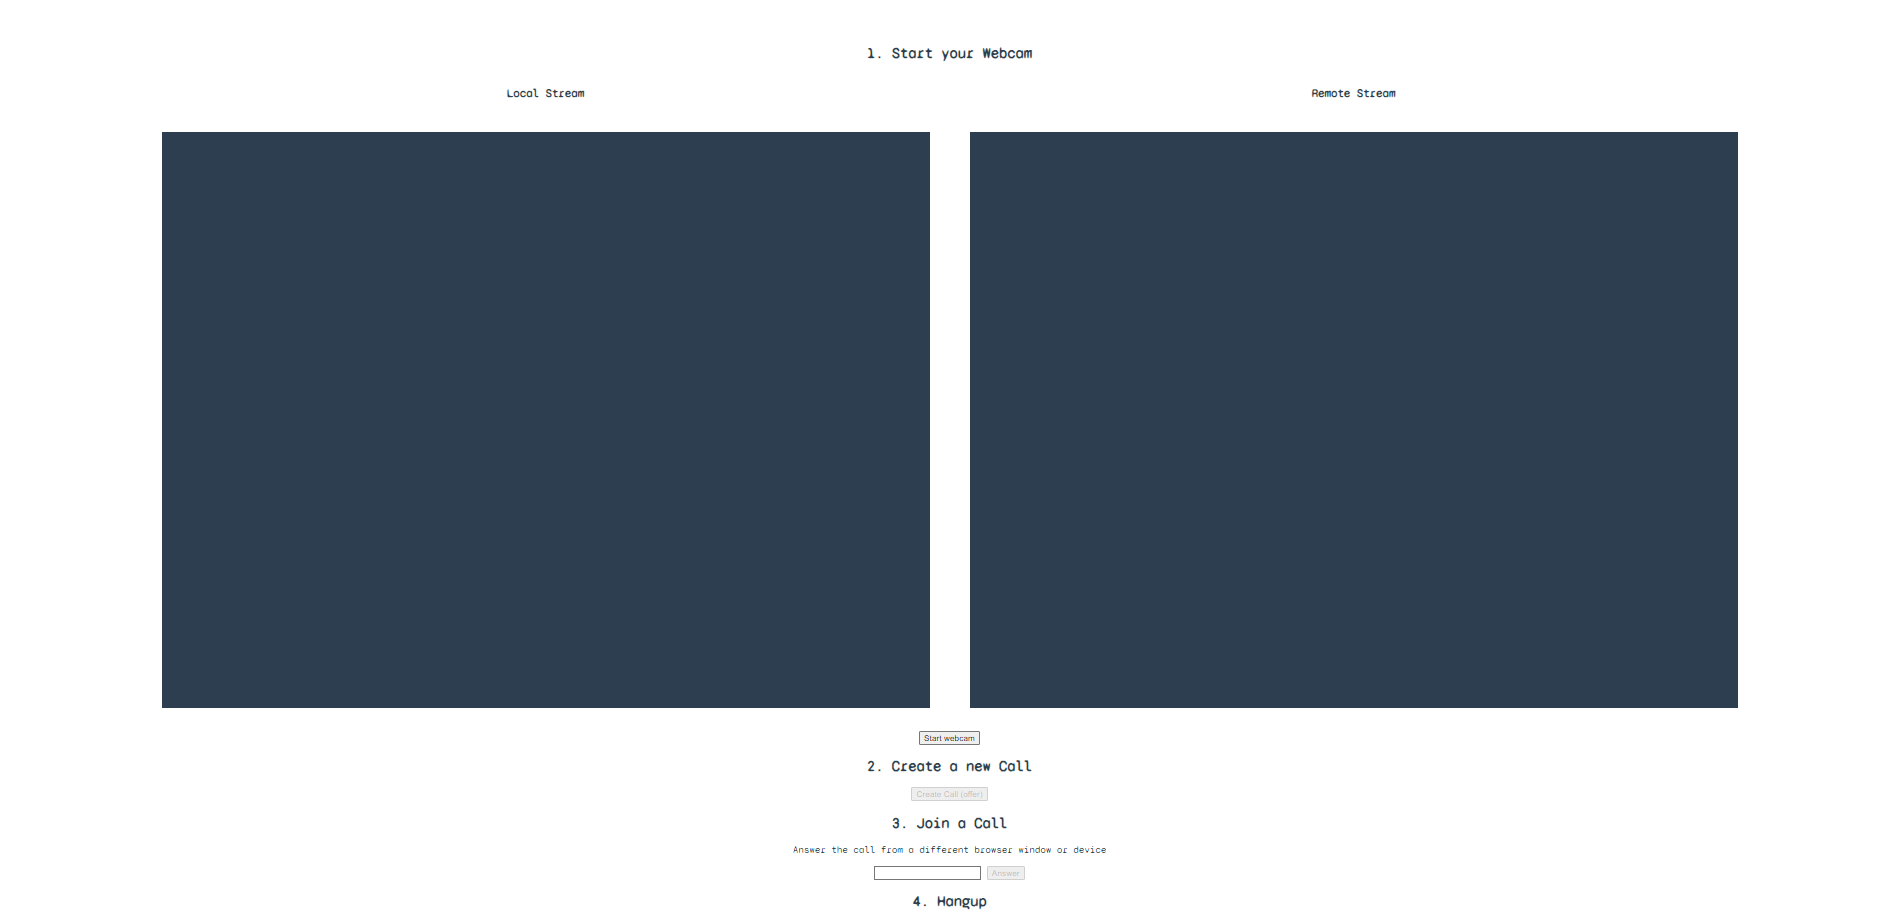 1. Start your Webcam
Local Stream
Remote Stream
Start webcam
2. Create a new Call
Create Call (offer)
3. Join a Call
Answer the call from a different browser window or device
Answer
4. Hangup